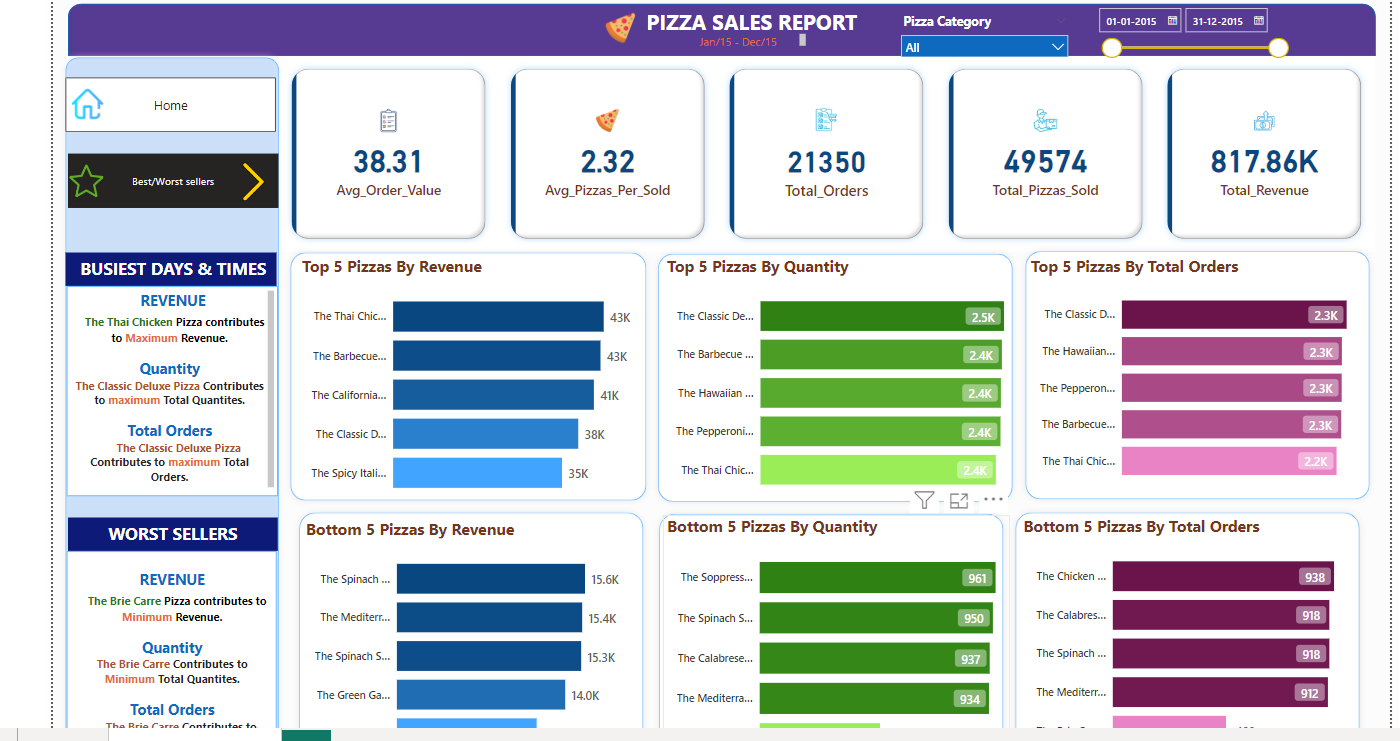 PIZZA SALES REPORT
Jan/15 - Dec/15
Pizza Category
All
01-01-2015
31-12-2015
Home
Best/Worst sellers
38.31
Avg_Order_Value
2.32
Avg_Pizzas_Per_Sold
21350
Total_Orders
49574
Total_Pizzas_Sold
817.86K
Total_Revenue
BUSIEST DAYS & TIMES
REVENUE
The Thai Chicken Pizza contributes
to Maximum Revenue.
Quantity
The Classic Deluxe Pizza Contributes
to maximum Total Quantites.
Total Orders
The Classic Deluxe Pizza
Contributes to maximum Total
Orders.
WORST SELLERS
REVENUE
The Brie Carre Pizza contributes to
Minimum Revenue.
Quantity
The Brie Carre Contributes to
Minimum Total Quantites.
Total Orders
The Brie Carre Contributes to
Top 5 Pizzas By Revenue
The Thai Chic... 43K
The Barbecue... 43K
The California... 41K
The Classic D... 38K
The Spicy Itali... 35K
Top 5 Pizzas By Quantity
The Classic De... 2.5K
The Barbecue ... 2.4K
The Hawaiian ... 2.4K
The Pepperoni... 2.4K
The Thai Chic... 2.4K
Top 5 Pizzas By Total Orders
The Classic D... 2.3K
The Hawaiian... 2.3K
The Pepperon... 2.3K
The Barbecue... 2.3K
The Thai Chic... 2.2K
Bottom 5 Pizzas By Revenue
The Spinach ... 15.6K
The Mediterr... 15.4K
The Spinach S... 15.3K
The Green Ga... 14.0K
Bottom 5 Pizzas By Quantity
The Soppress... 961
The Spinach S... 950
The Calabrese... 937
The Mediterra... 934
Bottom 5 Pizzas By Total Orders
The Chicken ... 938
The Calabres... 918
The Spinach ... 918
The Mediterr... 912